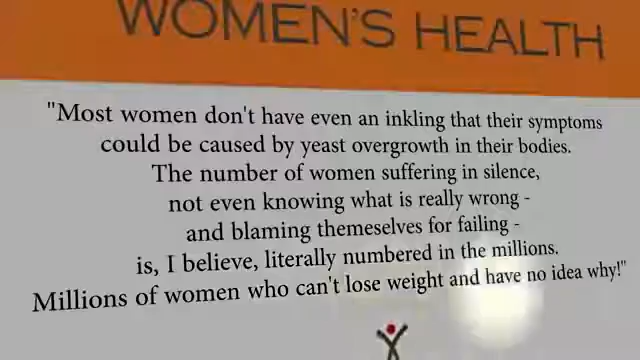 WOMEN'S HEALTH
"Most women don't have even an inkling that their symptoms
could be caused by yeast overgrowth in their bodies.
The number of women suffering in silence,
not even knowing what is really wrong -
and blaming themeselves for failing -
is, I believe, literally numbered in the millions.
Millions of women who can't lose weight and have no idea why!"